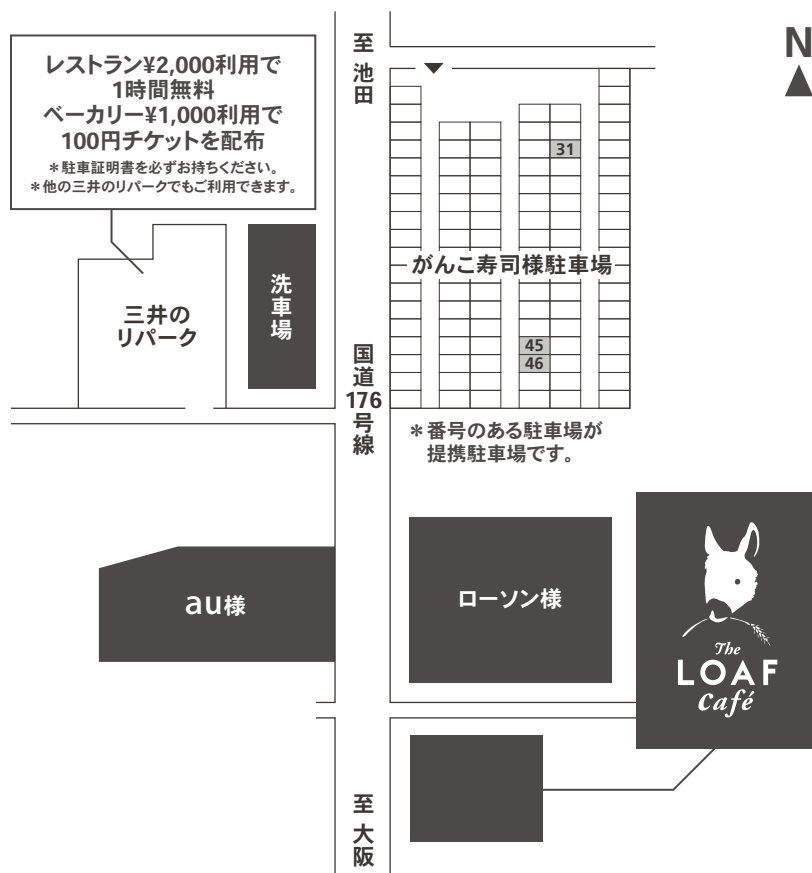 レストラン¥2,000利用で
1時間無料
ベーカリー¥1,000利用で
100円チケットを配布
＊駐車証明書を必ずお持ちください。
＊他の三井のリパークでもご利用できます。
至池田
N
31
がんこ寿司様駐車場
洗車場
三井の
リパーク
45
46
国道176号線
＊番号のある駐車場が
提携駐車場です。
au様
ローソン様
The
LOAF
Café
至大阪